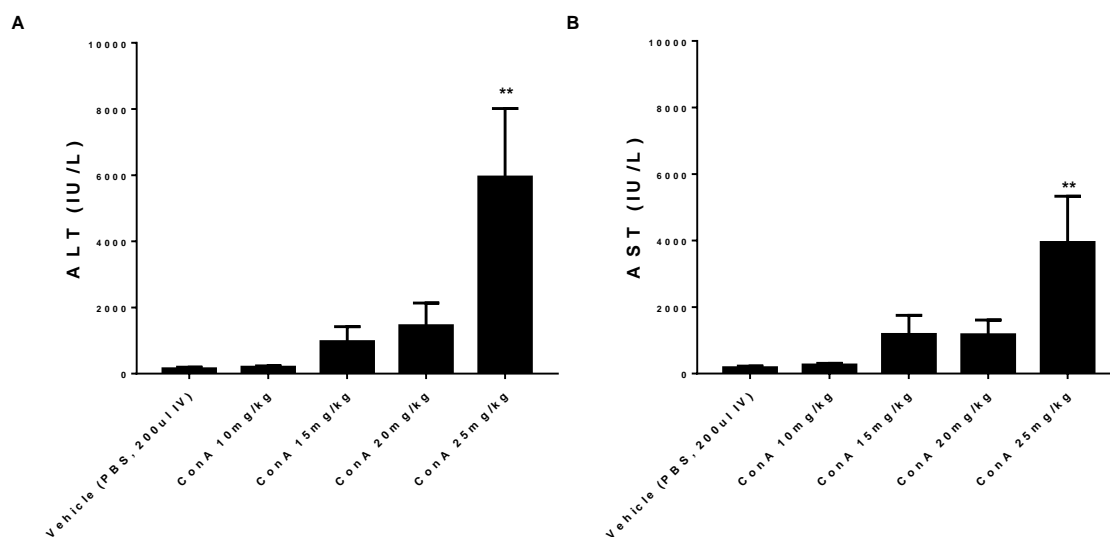 A
ALT (IU/L)
10000
8000
6000
4000
2000
0
**
Vehicle (PBS, 200ul IV)
ConA 10mg/kg
ConA 15mg/kg
ConA 20mg/kg
ConA 25mg/kg
B
AST (IU/L)
10000
8000
6000
4000
2000
0
**
Vehicle (PBS, 200ul IV)
ConA 10mg/kg
ConA 15mg/kg
ConA 20mg/kg
ConA 25mg/kg